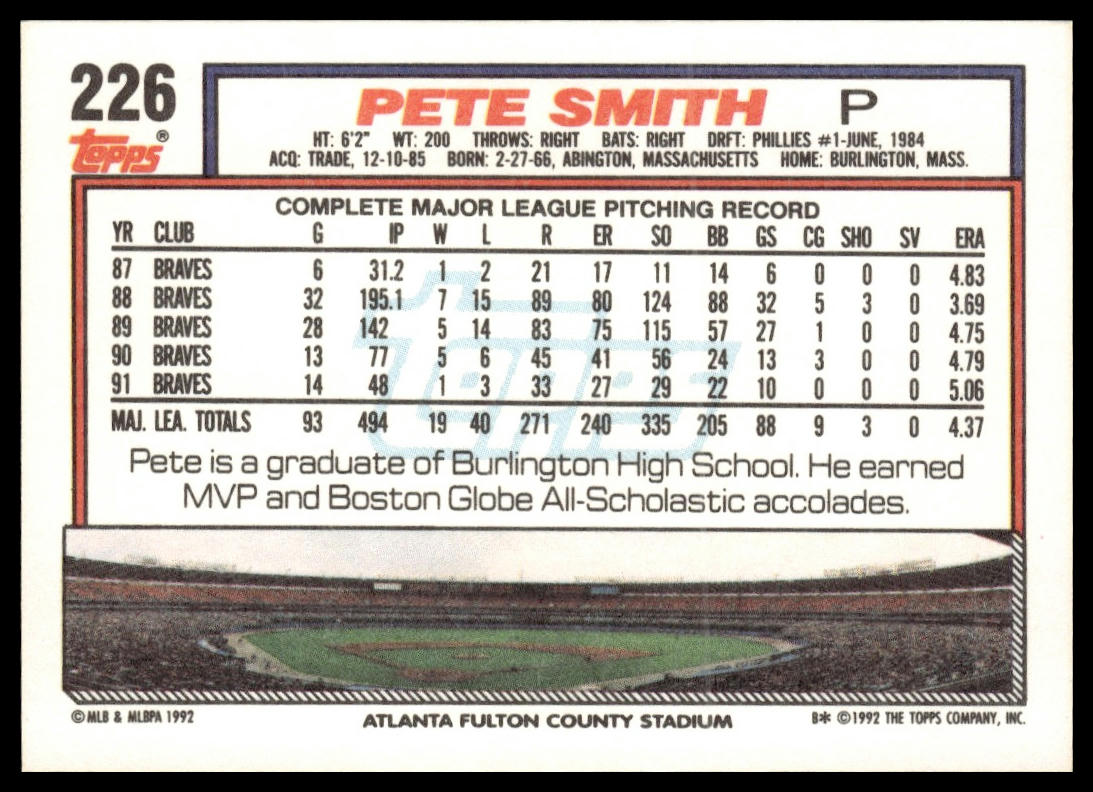 226
PETE SMITH P
topps®
HT: 6'2" WT: 200 THROWS: RIGHT BATS: RIGHT DRFT: PHILLIES #1-JUNE, 1984
ACQ: TRADE, 12-10-85 BORN: 2-27-66, ABINGTON, MASSACHUSETTS HOME: BURLINGTON, MASS.
COMPLETE MAJOR LEAGUE PITCHING RECORD
YR CLUB G IP W L R ER SO BB GS CG SHO SV ERA
87 BRAVES 6 31.2 1 2 21 17 11 14 6 0 0 0 4.83
88 BRAVES 32 195.1 7 15 89 80 124 88 32 5 3 0 3.69
89 BRAVES 28 142 5 14 83 75 115 57 27 1 0 0 4.75
90 BRAVES 13 77 5 6 45 41 56 24 13 3 0 0 4.79
91 BRAVES 14 48 1 3 33 27 29 22 10 0 0 0 5.06
MAJ. LEA. TOTALS 93 494 19 40 271 240 335 205 88 9 3 0 4.37
topps
Pete is a graduate of Burlington High School. He earned
MVP and Boston Globe All-Scholastic accolades.
©MLB & MLBPA 1992 ATLANTA FULTON COUNTY STADIUM B* ©1992 THE TOPPS COMPANY, INC.